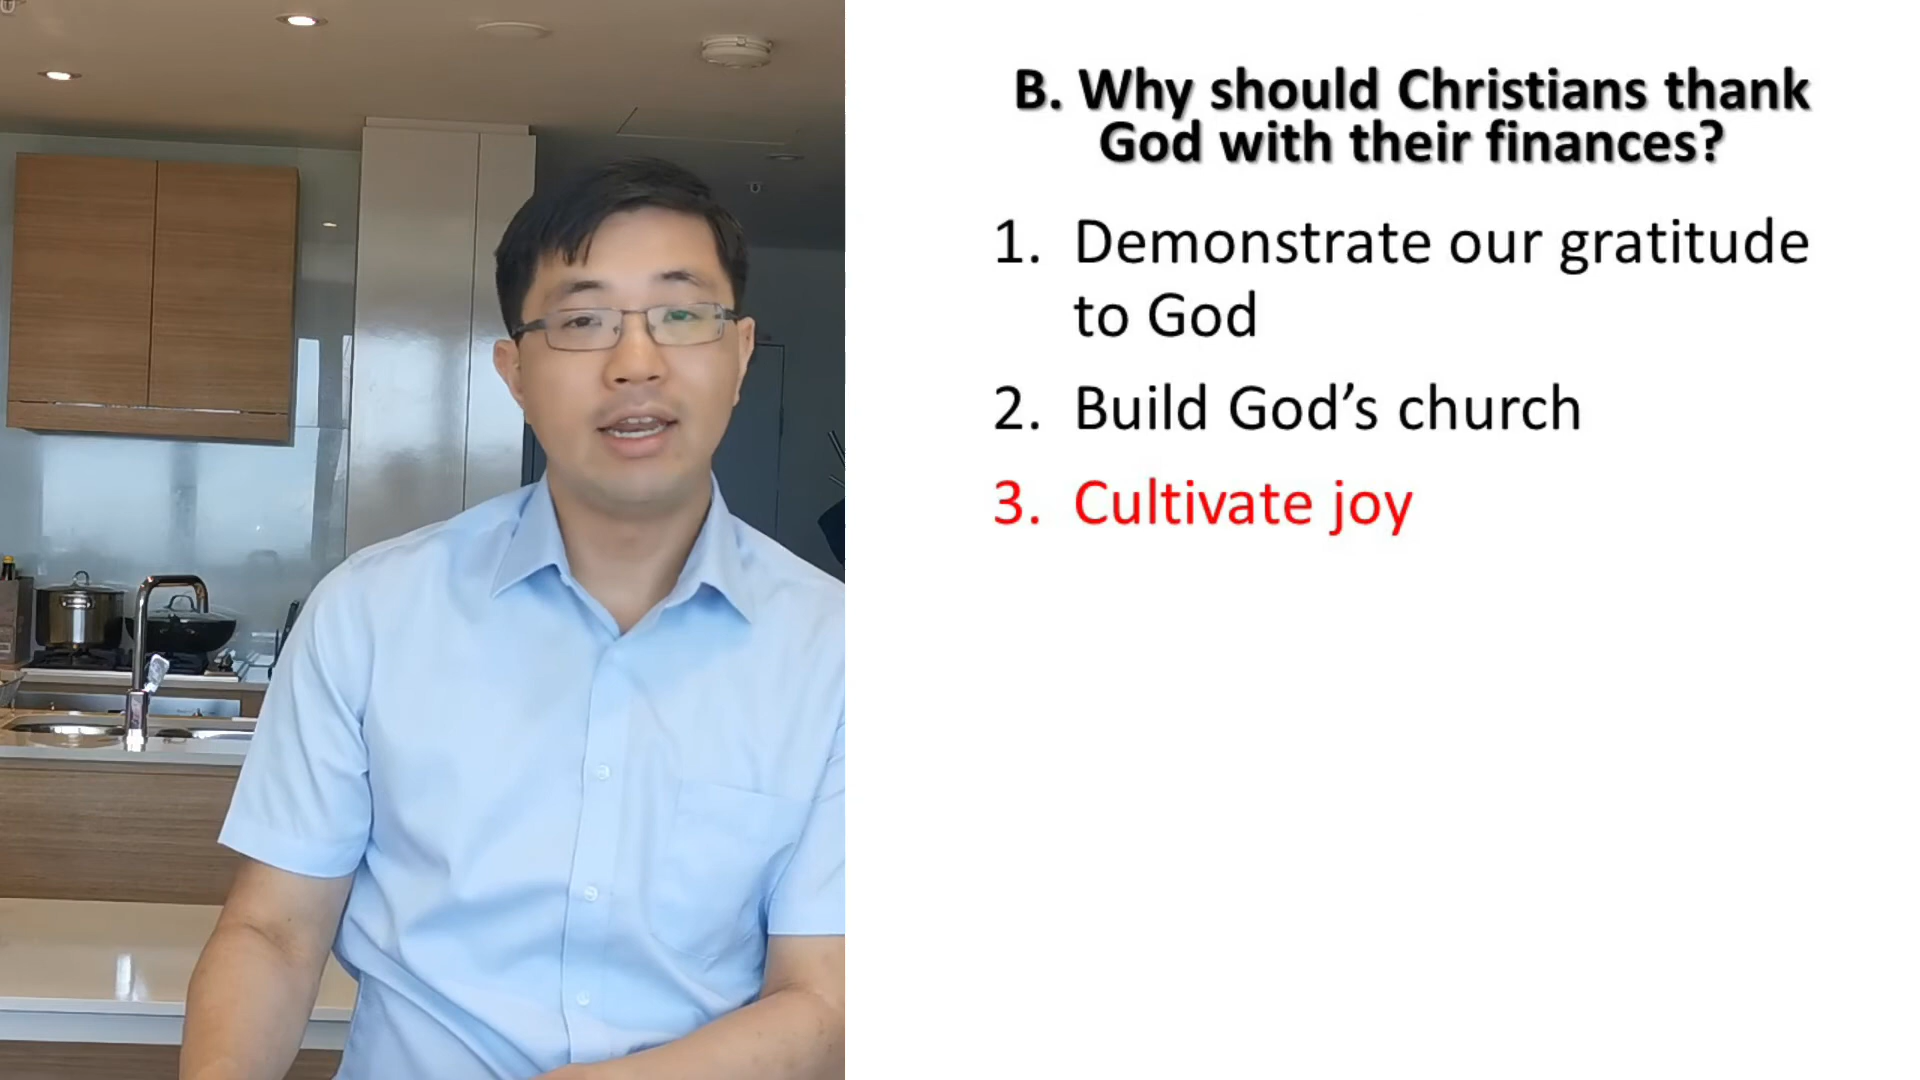 B. Why should Christians thank
God with their finances?
1. Demonstrate our gratitude
to God
2. Build God’s church
3. Cultivate joy